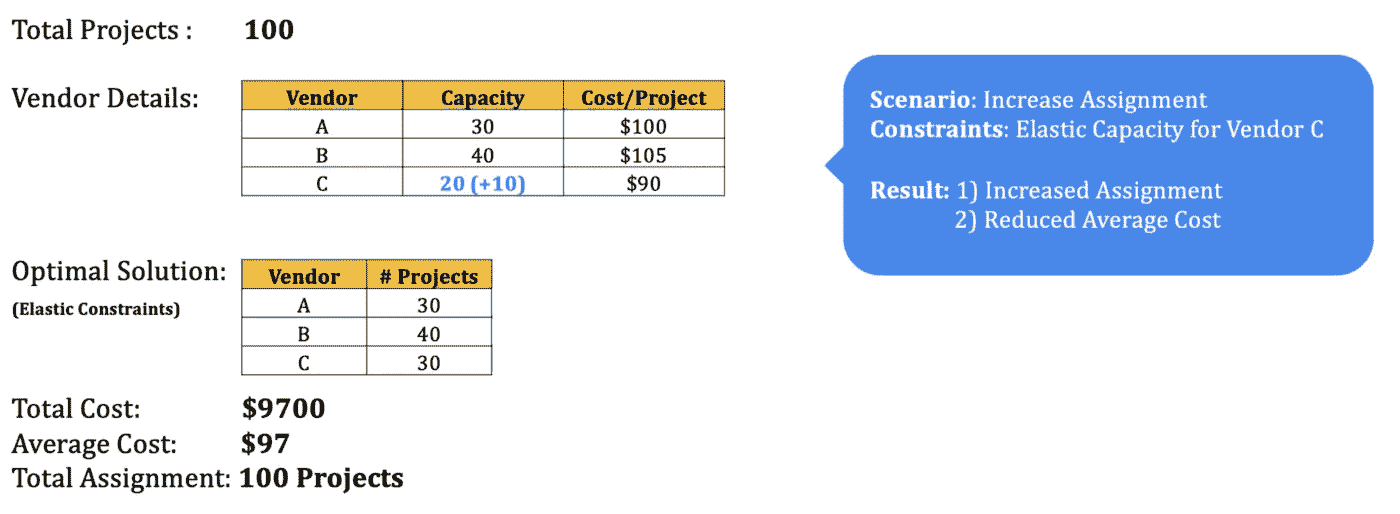 Total Projects : 100
Vendor Details:
Vendor Capacity Cost/Project
A 30 $100
B 40 $105
C 20 (+10) $90
Scenario: Increase Assignment
Constraints: Elastic Capacity for Vendor C
Result: 1) Increased Assignment
2) Reduced Average Cost
Optimal Solution:
(Elastic Constraints)
Vendor # Projects
A 30
B 40
C 30
Total Cost: $9700
Average Cost: $97
Total Assignment: 100 Projects